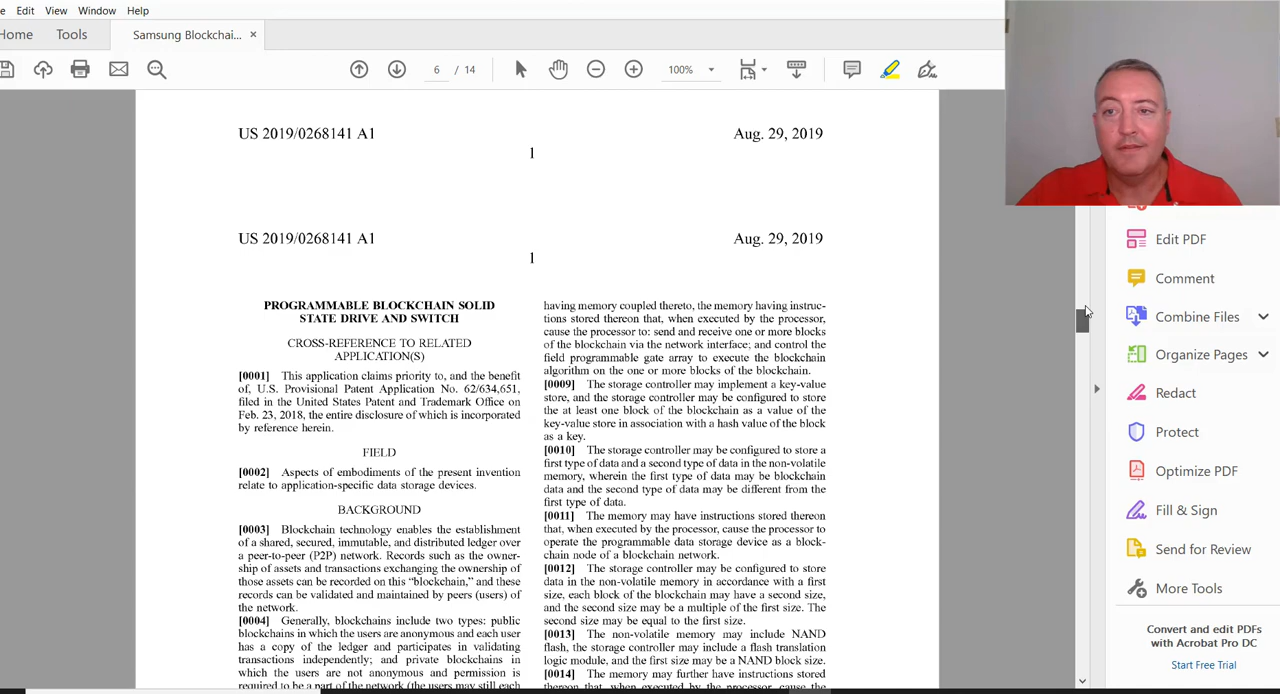 e Edit View Window Help
Home Tools Samsung Blockchai... ×
6 / 14 100%
US 2019/0268141 A1 Aug. 29, 2019
1
US 2019/0268141 A1 Aug. 29, 2019
1
PROGRAMMABLE BLOCKCHAIN SOLID
STATE DRIVE AND SWITCH
CROSS-REFERENCE TO RELATED
APPLICATION(S)
[0001] This application claims priority to, and the benefit
of, U.S. Provisional Patent Application No. 62/634,651,
filed in the United States Patent and Trademark Office on
Feb. 23, 2018, the entire disclosure of which is incorporated
by reference herein.
FIELD
[0002] Aspects of embodiments of the present invention
relate to application-specific data storage devices.
BACKGROUND
[0003] Blockchain technology enables the establishment
of a shared, secured, immutable, and distributed ledger over
a peer-to-peer (P2P) network. Records such as the owner-
ship of assets and transactions exchanging the ownership of
those assets can be recorded on this “blockchain,” and these
records can be validated and maintained by peers (users) of
the network.
[0004] Generally, blockchains include two types: public
blockchains in which the users are anonymous and each user
has a copy of the ledger and participates in validating
transactions independently; and private blockchains in
which the users are not anonymous and permission is
required to be a part of the network (the users may still each
having memory coupled thereto, the memory having instruc-
tions stored thereon that, when executed by the processor,
cause the processor to: send and receive one or more blocks
of the blockchain via the network interface; and control the
field programmable gate array to execute the blockchain
algorithm on the one or more blocks of the blockchain.
[0009] The storage controller may implement a key-value
store, and the storage controller may be configured to store
the at least one block of the blockchain as a value of the
key-value store in association with a hash value of the block
as a key.
[0010] The storage controller may be configured to store a
first type of data and a second type of data in the non-volatile
memory, wherein the first type of data may be blockchain
data and the second type of data may be different from the
first type of data.
[0011] The memory may have instructions stored thereon
that, when executed by the processor, cause the processor to
operate the programmable data storage device as a block-
chain node of a blockchain network.
[0012] The storage controller may be configured to store
data in the non-volatile memory in accordance with a first
size, each block of the blockchain may have a second size,
and the second size may be a multiple of the first size. The
second size may be equal to the first size.
[0013] The non-volatile memory may include NAND
flash, the storage controller may include a flash translation
logic module, and the first size may be a NAND block size.
[0014] The memory may further have instructions stored
thereon that, when executed by the processor, cause the
Edit PDF
Comment
Combine Files
Organize Pages
Redact
Protect
Optimize PDF
Fill & Sign
Send for Review
More Tools
Convert and edit PDFs
with Acrobat Pro DC
Start Free Trial